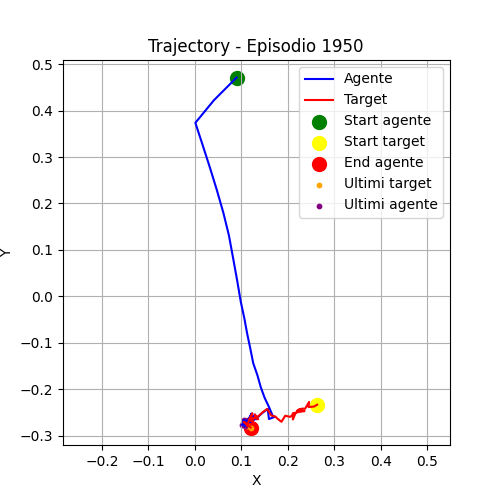 Trajectory - Episodio 1950
Agente
Target
Start agente
Start target
End agente
Ultimi target
Ultimi agente
0.5
0.4
0.3
0.2
0.1
0.0
−0.1
−0.2
−0.3
Y
−0.2 −0.1 0.0 0.1 0.2 0.3 0.4 0.5
X